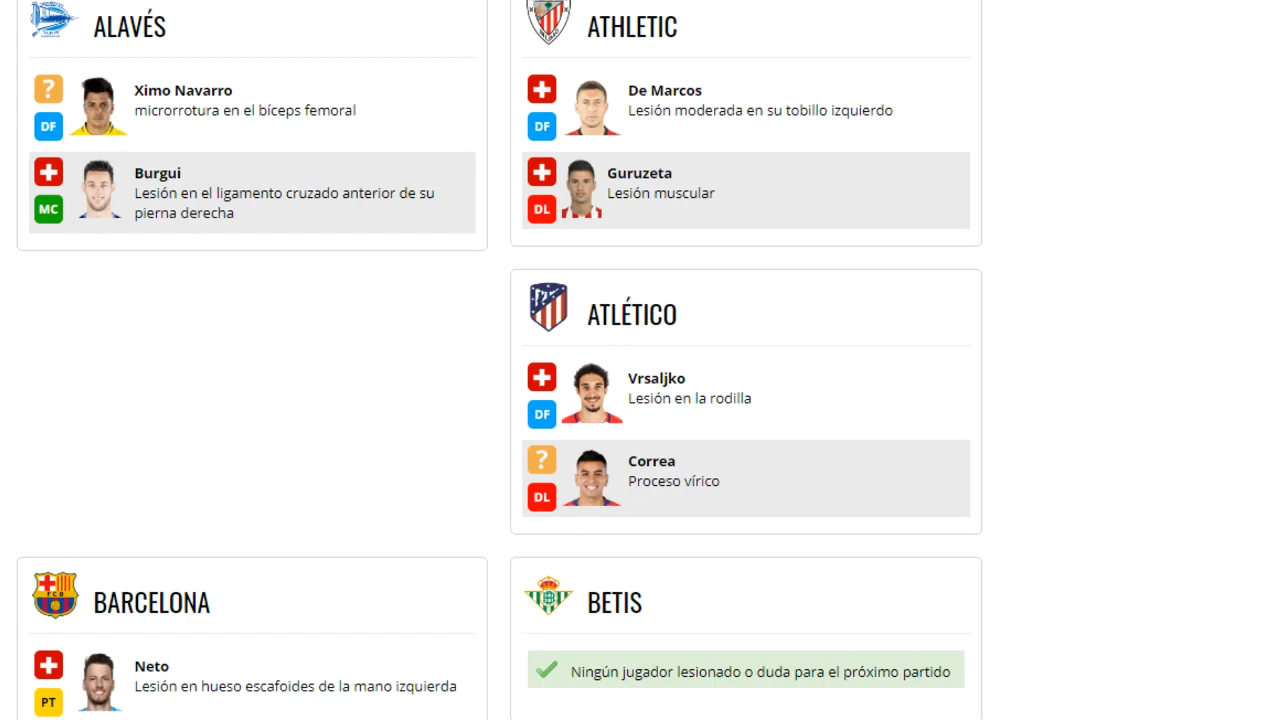 ALAVÉS
?
Ximo Navarro
microrrotura en el bíceps femoral
DF
Burgui
Lesión en el ligamento cruzado anterior de su
pierna derecha
MC
ATHLETIC
De Marcos
Lesión moderada en su tobillo izquierdo
DF
Guruzeta
Lesión muscular
DL
ATLÉTICO
Vrsaljko
Lesión en la rodilla
DF
?
Correa
Proceso vírico
DL
BARCELONA
Neto
Lesión en hueso escafoides de la mano izquierda
PT
BETIS
Ningún jugador lesionado o duda para el próximo partido